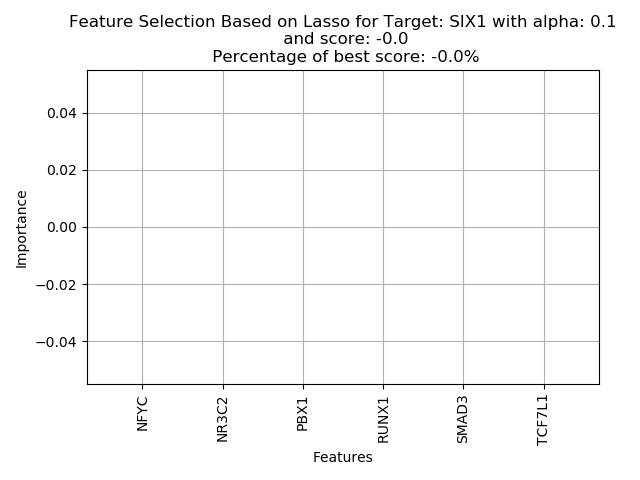 Feature Selection Based on Lasso for Target: SIX1 with alpha: 0.1
and score: -0.0
Percentage of best score: -0.0%
0.04
0.02
0.00
−0.02
−0.04
Importance
NFYC
NR3C2
PBX1
RUNX1
SMAD3
TCF7L1
Features